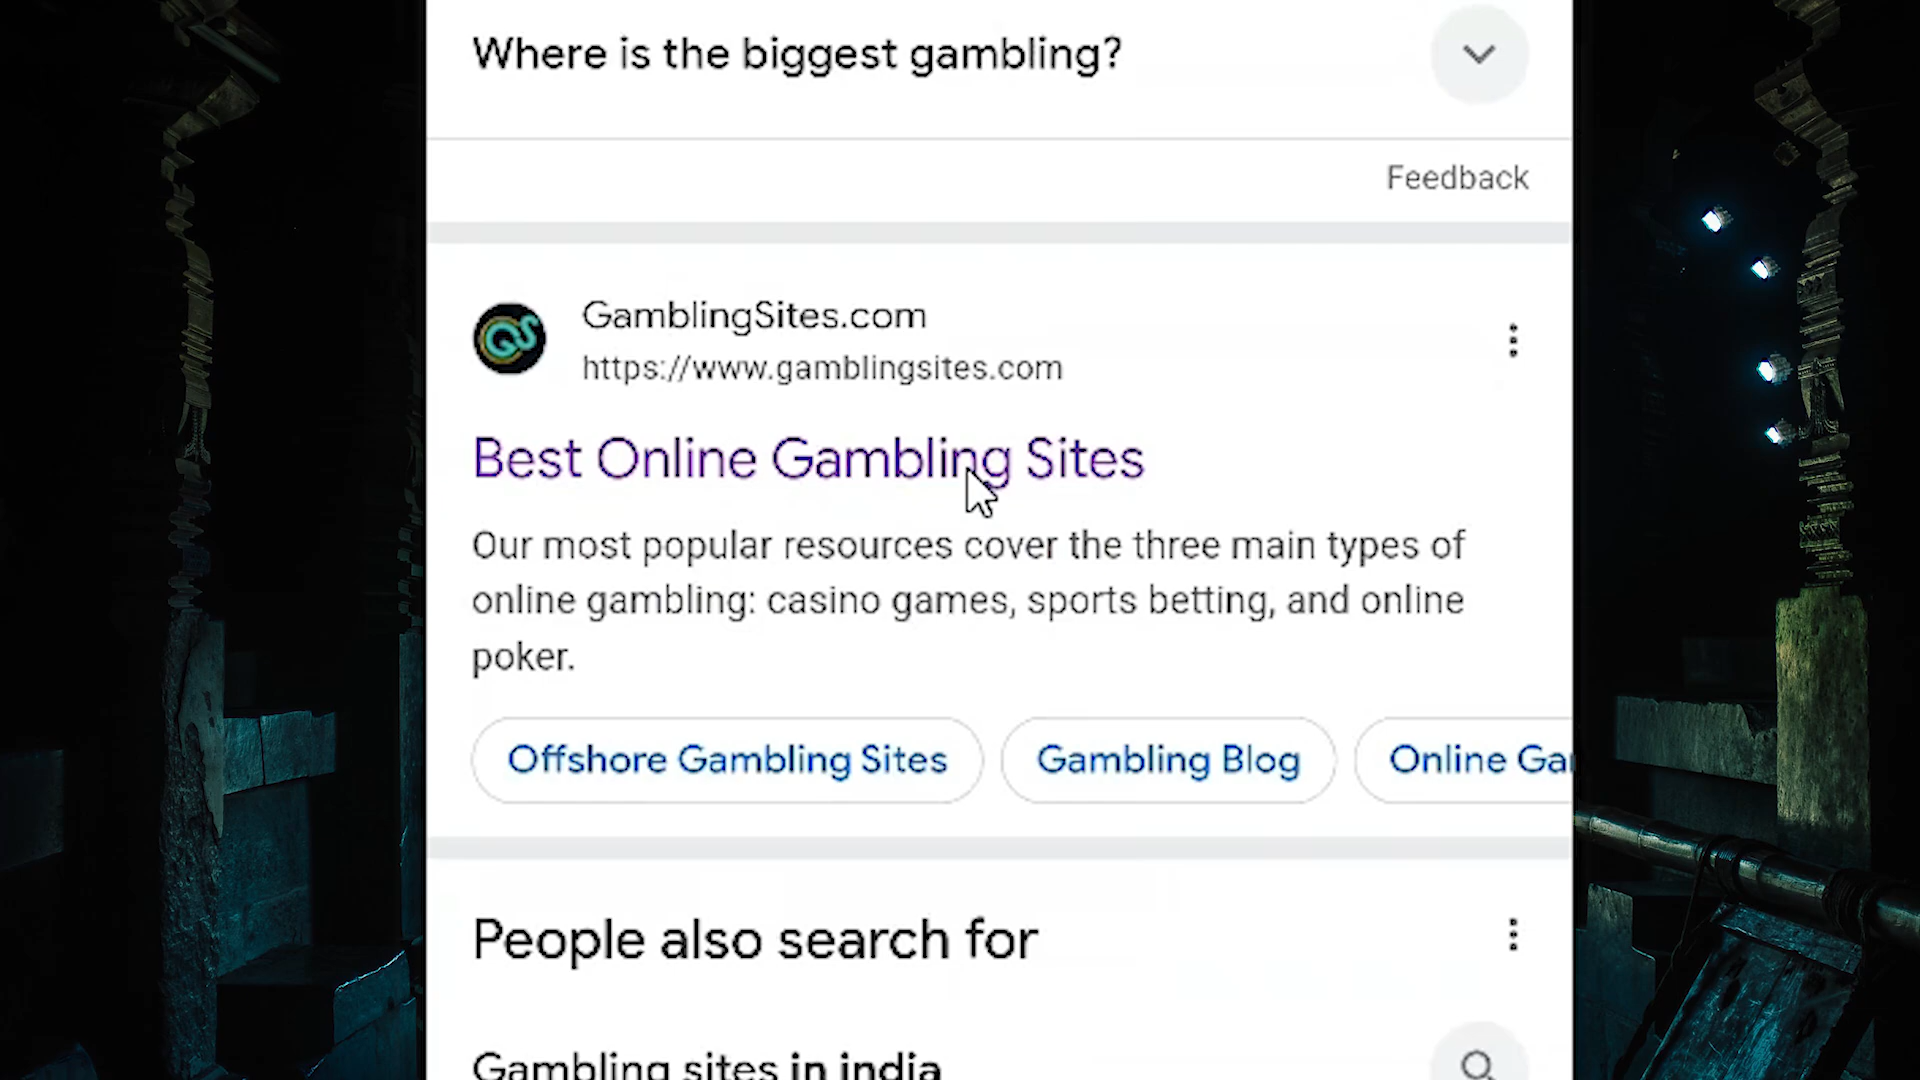 Where is the biggest gambling?
Feedback
GamblingSites.com
https://www.gamblingsites.com
Best Online Gambling Sites
Our most popular resources cover the three main types of
online gambling: casino games, sports betting, and online
poker.
Offshore Gambling Sites
Gambling Blog
Online
People also search for
Gambling sites in india